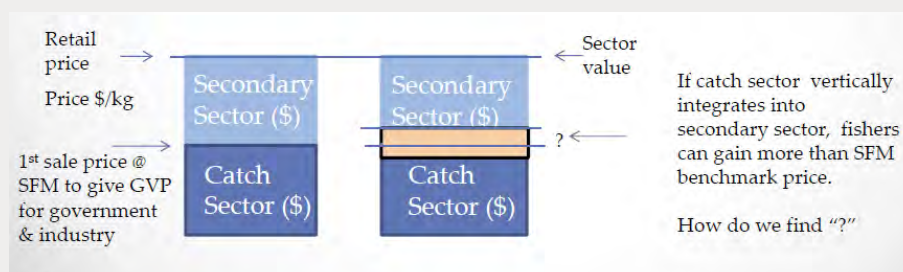 Retail
price
Price $/kg
1st sale price @
SFM to give GVP
for government
& industry
Secondary
Sector ($)
Catch
Sector ($)
Secondary
Sector ($)
Catch
Sector ($)
Sector
value
?
If catch sector vertically
integrates into
secondary sector, fishers
can gain more than SFM
benchmark price.
How do we find “?”